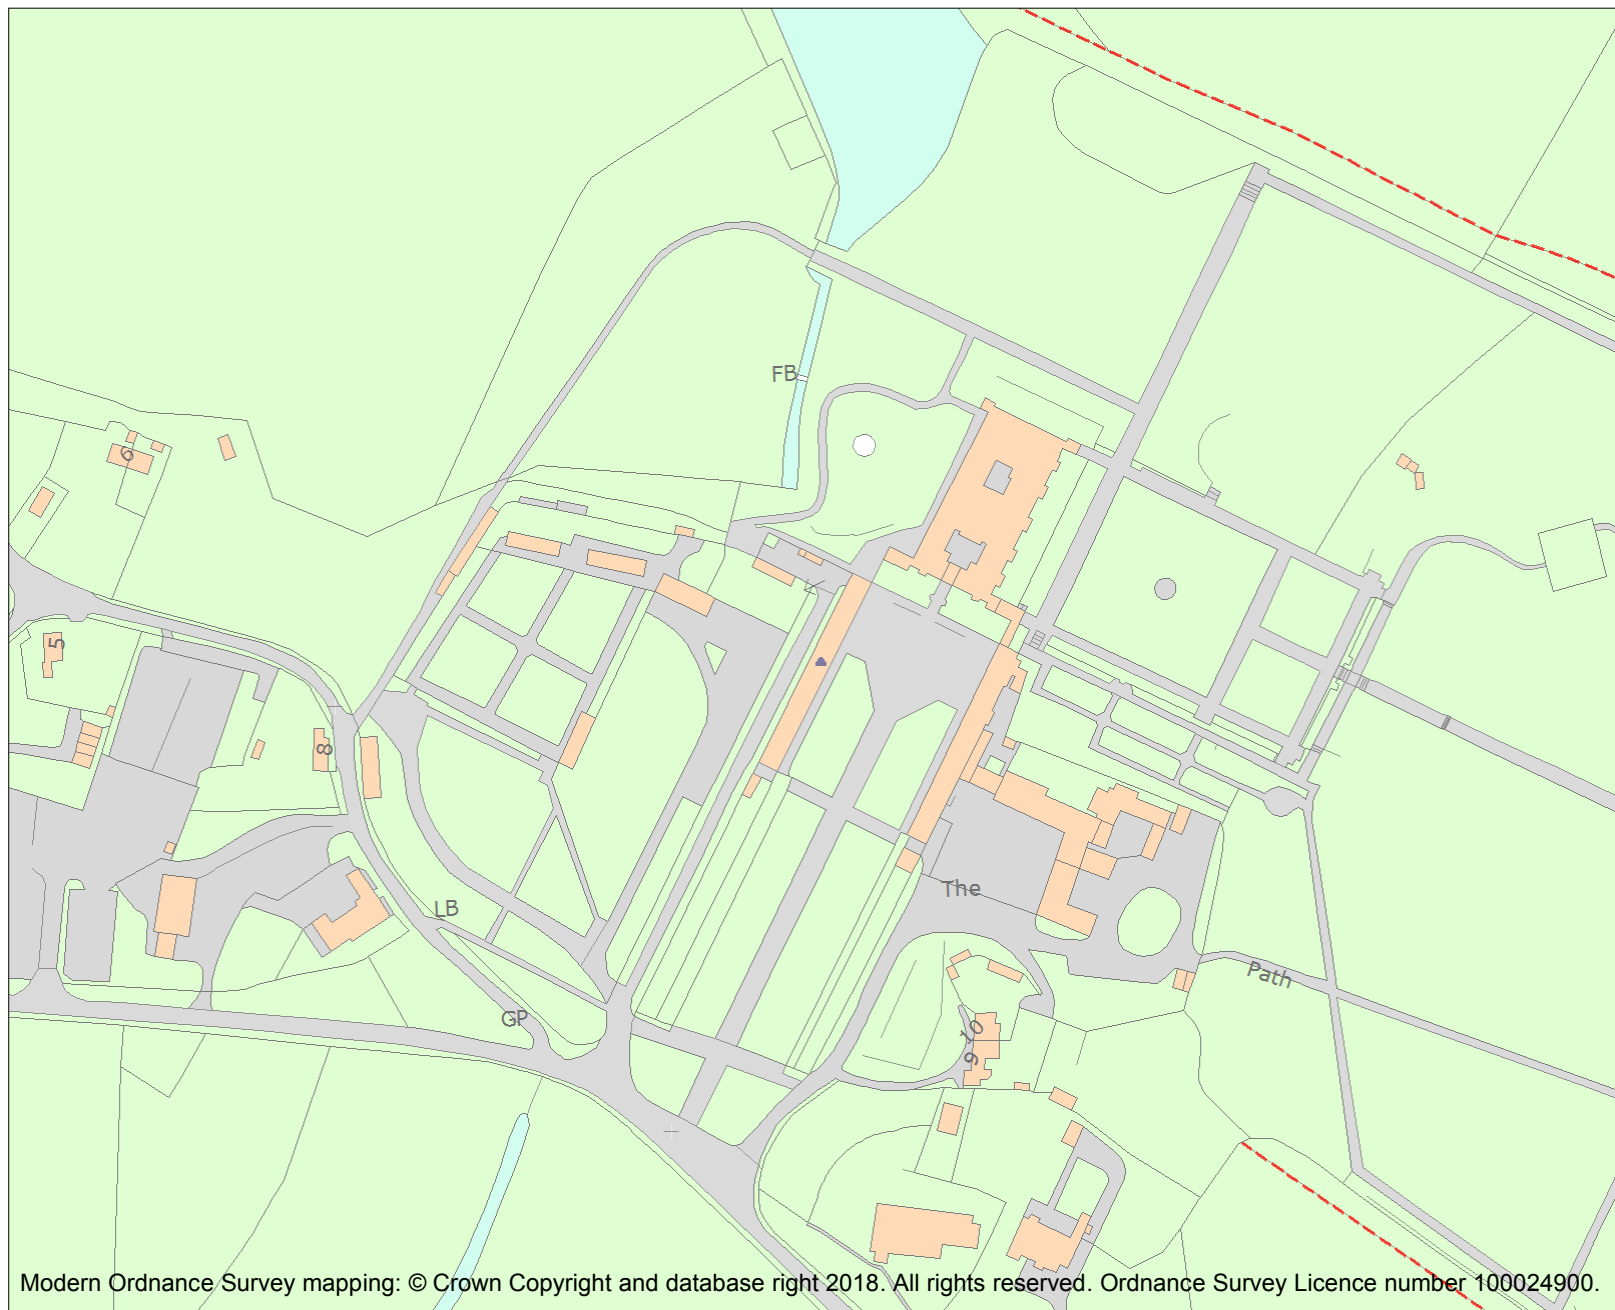 FB
6
5
8
LB
The
Path
GP
10
9
Modern Ordnance Survey mapping: © Crown Copyright and database right 2018. All rights reserved. Ordnance Survey Licence number 100024900.